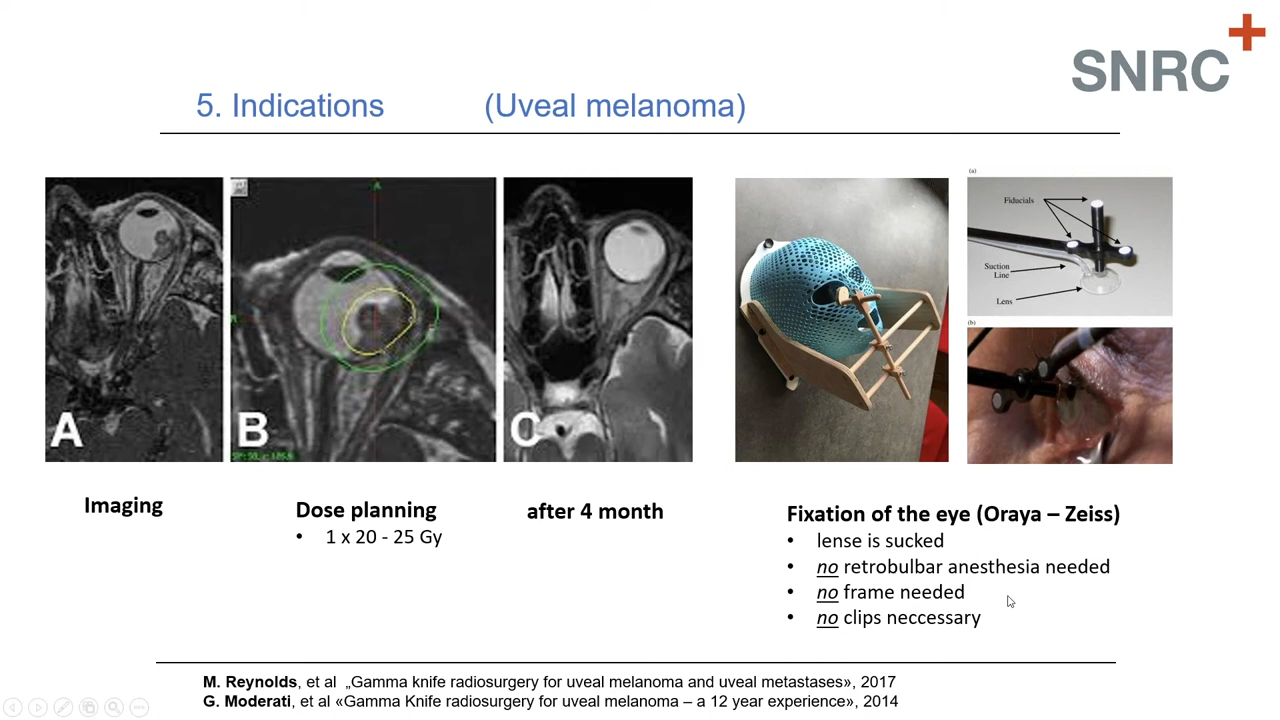 SNRC
5. Indications (Uveal melanoma)
A
B
C
A
(a)
Fiducials
Suction
Line
Lens
(b)
Imaging
Dose planning
• 1 x 20 - 25 Gy
after 4 month
Fixation of the eye (Oraya – Zeiss)
• lense is sucked
• no retrobulbar anesthesia needed
• no frame needed
• no clips neccessary
M. Reynolds, et al „Gamma knife radiosurgery for uveal melanoma and uveal metastases», 2017
G. Moderati, et al «Gamma Knife radiosurgery for uveal melanoma – a 12 year experience», 2014